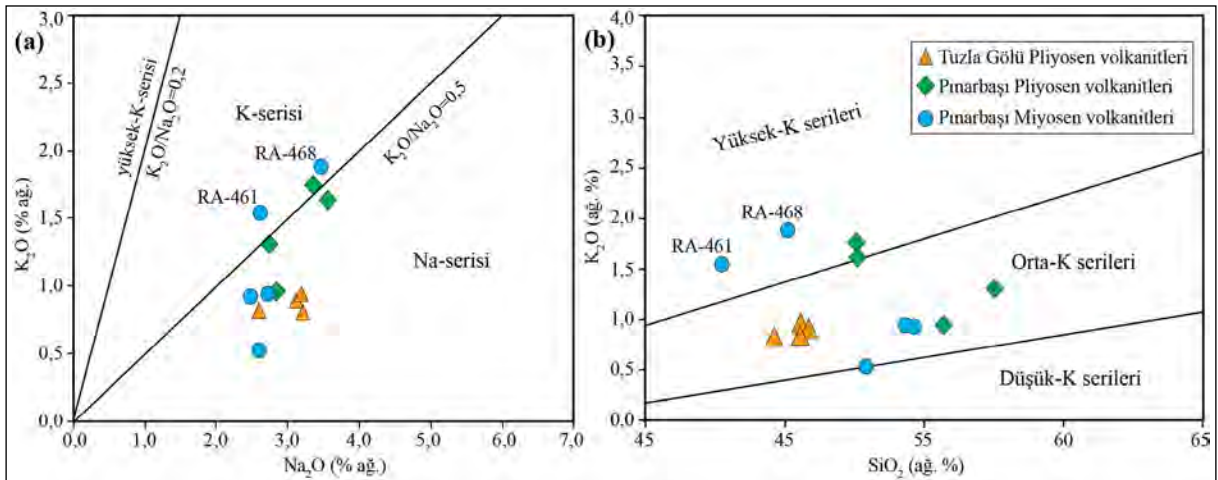 (a)
3,0
2,5
2,0
1,5
1,0
0,5
0,0
K₂O (% ağ.)
yüksek-K-serisi
K₂O/Na₂O=0,2
K-serisi
K₂O/Na₂O=0,5
RA-468
RA-461
Na-serisi
0,0
1,0
2,0
3,0
4,0
5,0
6,0
7,0
Na₂O (% ağ.)
(b)
4,0
3,5
3,0
2,5
2,0
1,5
1,0
0,5
0,0
K₂O (ağ. %)
Tuzla Gölü Pliyosen volkanitleri
Pınarbaşı Pliyosen volkanitleri
Pınarbaşı Miyosen volkanitleri
Yüksek-K serileri
RA-468
RA-461
Orta-K serileri
Düşük-K serileri
45
45
55
60
65
SiO₂ (ağ. %)